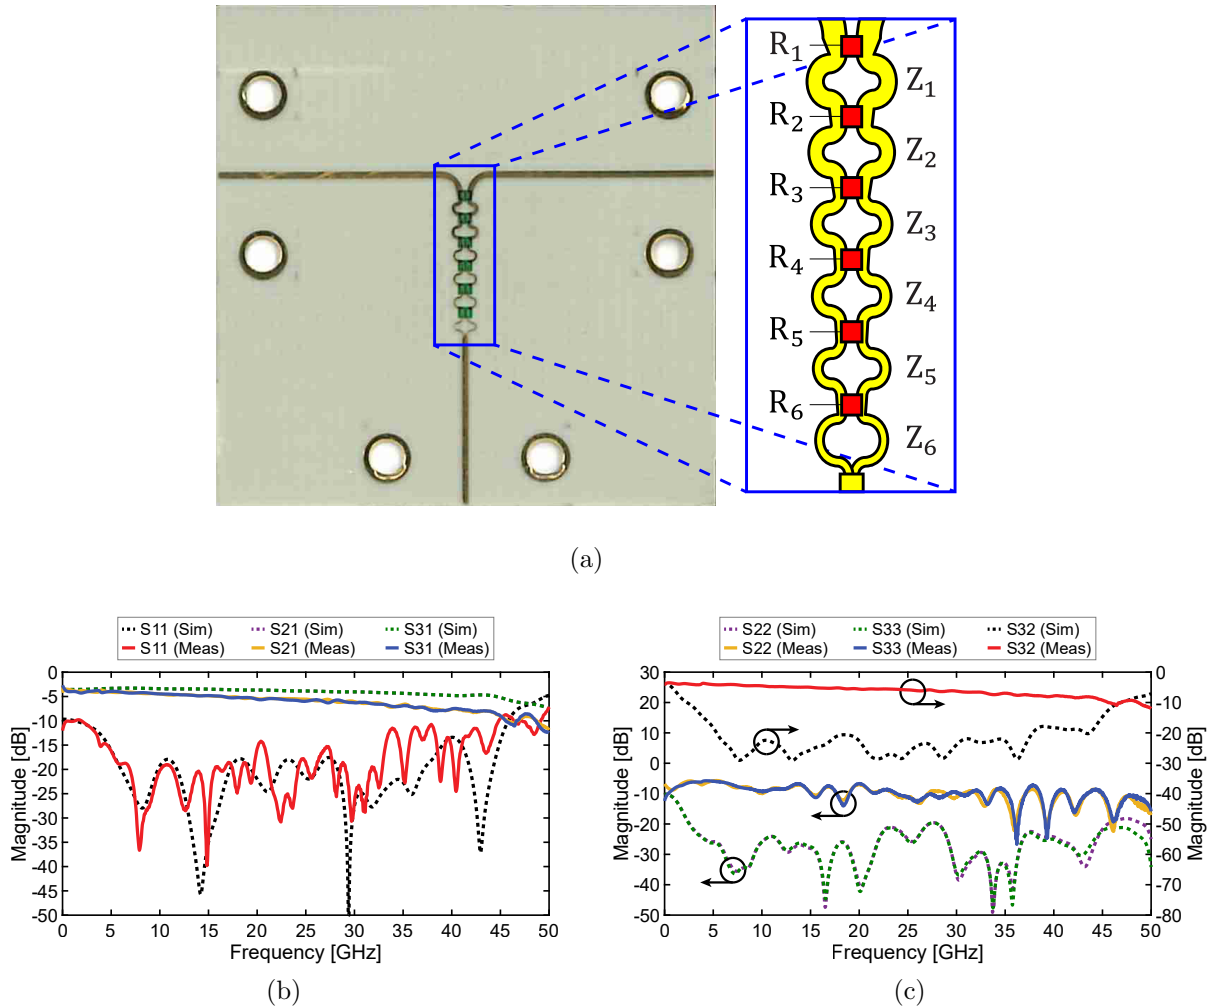 R1
Z1
R2
Z2
R3
Z3
R4
Z4
R5
Z5
R6
Z6
(a)
S11 (Sim) S21 (Sim) S31 (Sim)
S11 (Meas) S21 (Meas) S31 (Meas)
Magnitude [dB]
0
-5
-10
-15
-20
-25
-30
-35
-40
-45
-50
0 5 10 15 20 25 30 35 40 45 50
Frequency [GHz]
(b)
S22 (Sim) S33 (Sim) S32 (Sim)
S22 (Meas) S33 (Meas) S32 (Meas)
Magnitude [dB]
30
20
10
0
-10
-20
-30
-40
-50
0
-10
-20
-30
-40
-50
-60
-70
-80
Magnitude [dB]
0 5 10 15 20 25 30 35 40 45 50
Frequency [GHz]
(c)